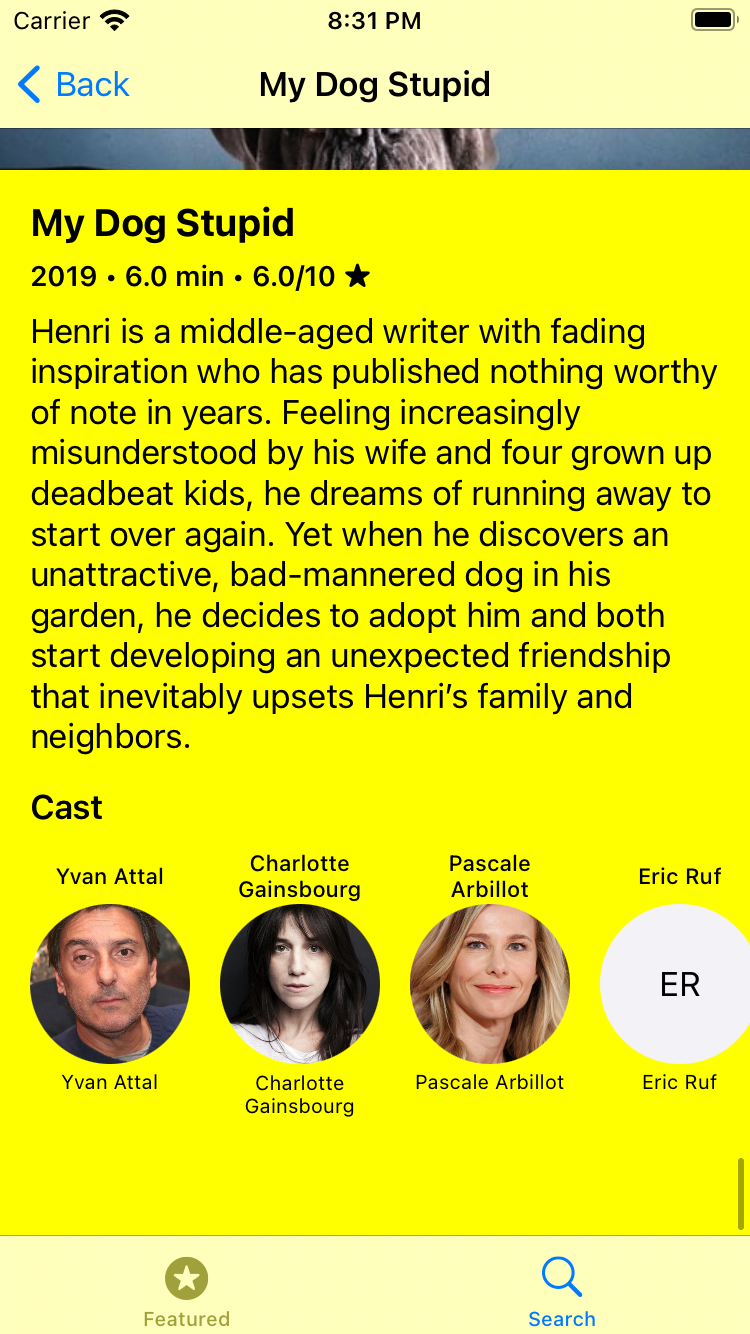 Carrier 8:31 PM
Back My Dog Stupid
My Dog Stupid
2019 • 6.0 min • 6.0/10 ★
Henri is a middle-aged writer with fading
inspiration who has published nothing worthy
of note in years. Feeling increasingly
misunderstood by his wife and four grown up
deadbeat kids, he dreams of running away to
start over again. Yet when he discovers an
unattractive, bad-mannered dog in his
garden, he decides to adopt him and both
start developing an unexpected friendship
that inevitably upsets Henri’s family and
neighbors.
Cast
Yvan Attal
Charlotte
Gainsbourg
Pascale
Arbillot
Eric Ruf
ER
Yvan Attal
Charlotte
Gainsbourg
Pascale Arbillot
Eric Ruf
Featured Search